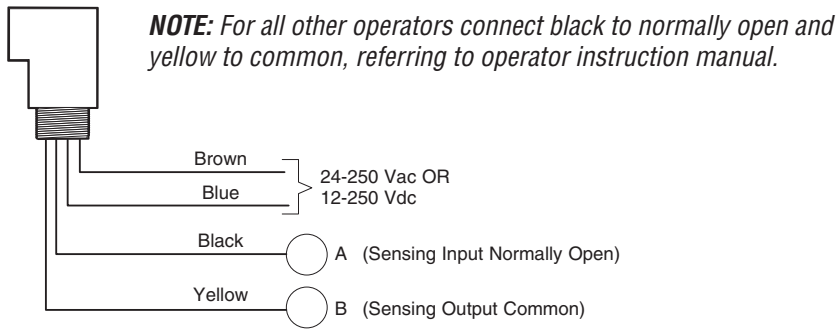 NOTE: For all other operators connect black to normally open and
yellow to common, referring to operator instruction manual.
Brown
24-250 Vac OR
Blue
12-250 Vdc
Black
A (Sensing Input Normally Open)
Yellow
B (Sensing Output Common)